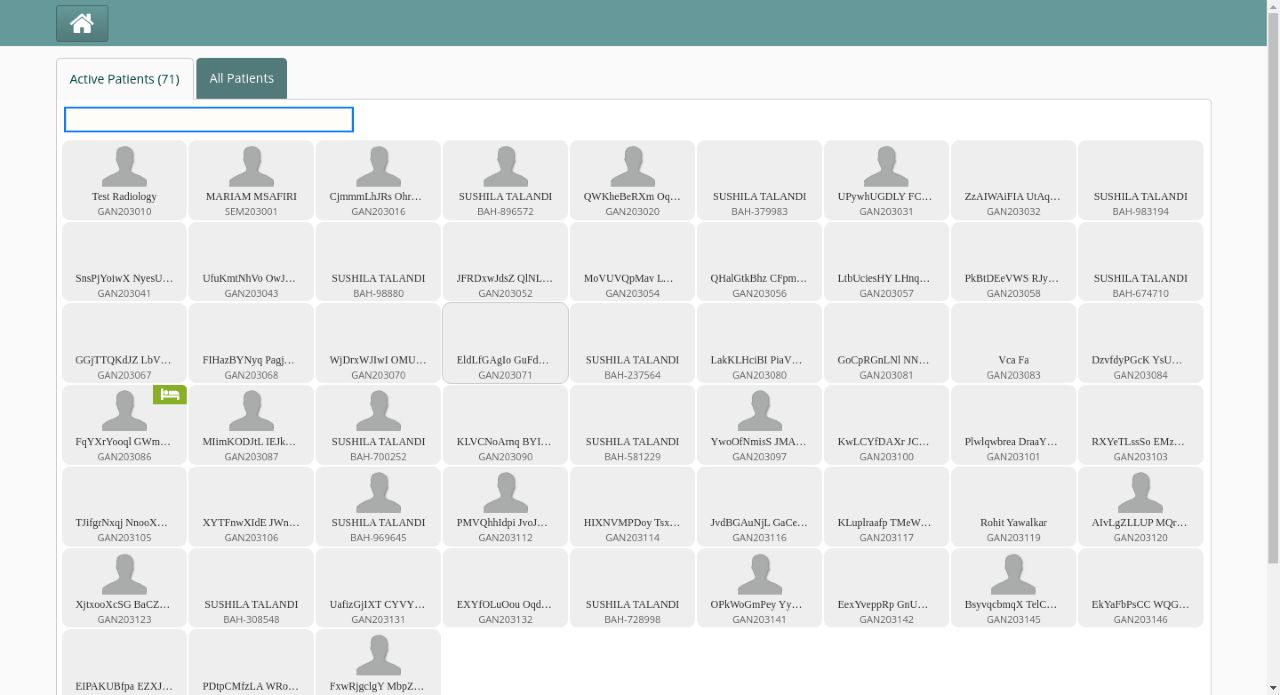 Active Patients (71)
All Patients
Test Radiology
GAN203010
MARIAM MSAFIRI
SEM203001
CjmmmLhJRs Ohr…
GAN203016
SUSHILA TALANDI
BAH-896572
QWKheBeRXm Oq…
GAN203020
SUSHILA TALANDI
BAH-379983
UPywhUGDLY FC…
GAN203031
ZzAIWAiFIA UtAq…
GAN203032
SUSHILA TALANDI
BAH-983194
SnsPjYoiwX NyesU…
GAN203041
UfuKmtNhVo OwJ…
GAN203043
SUSHILA TALANDI
BAH-98880
JFRDxwJdsZ QlNL…
GAN203052
MoVUVQpMav L…
GAN203054
QHalGtkBhz CFpm…
GAN203056
LtbUciesHY LHnq…
GAN203057
PkBtDEeVWS RJy…
GAN203058
SUSHILA TALANDI
BAH-674710
GGjTTQKdJZ LbV…
GAN203067
FIHazBYNyq Pagj…
GAN203068
WjDrxWJIwI OMU…
GAN203070
EldLfGAgIo GuFd…
GAN203071
SUSHILA TALANDI
BAH-237564
LakKLHciBI PiaV…
GAN203080
GoCpRGnLNl NN…
GAN203081
Vca Fa
GAN203083
DzvfdyPGcK YsU…
GAN203084
FqYXrYooql GWm…
GAN203086
MIimKODJtL IEJk…
GAN203087
SUSHILA TALANDI
BAH-700252
KLVCNoArnq BYI…
GAN203090
SUSHILA TALANDI
BAH-581229
YwoOfNmisS JMA…
GAN203097
KwLCYfDAXr JC…
GAN203100
Plwlqwbrea DraaY…
GAN203101
RXYeTLssSo EMz…
GAN203103
TJifgrNxqj NnooX…
GAN203105
XYTFnwXIdE JWn…
GAN203106
SUSHILA TALANDI
BAH-969645
PMVQhhIdpi JvoJ…
GAN203112
HIXNVMPDoy Tsx…
GAN203114
JvdBGAuNjL GaCe…
GAN203116
KLuplraafp TMeW…
GAN203117
Rohit Yawalkar
GAN203119
AIvLgZLLUP MQr…
GAN203120
XjtxooXcSG BaCZ…
GAN203123
SUSHILA TALANDI
BAH-308548
UafizGjIXT CYVY…
GAN203131
EXYfOLuOou Oqd…
GAN203132
SUSHILA TALANDI
BAH-728998
OPkWoGmPey Yy…
GAN203141
EexYveppRp GnU…
GAN203142
BsyvqcbmqX TelC…
GAN203145
EkYaFbPsCC WQG…
GAN203146
EIPAKUBfpa EZXJ…
PDtpCMfzLA WRo…
FxwRjgclgY MbpZ…